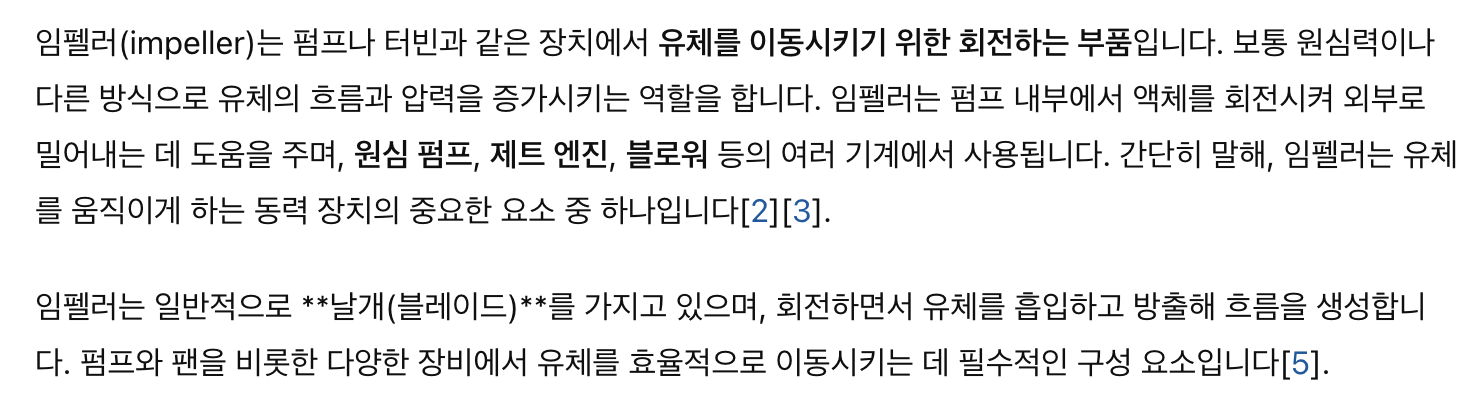 임펠러(impeller)는 펌프나 터빈과 같은 장치에서 유체를 이동시키기 위한 회전하는 부품입니다. 보통 원심력이나
다른 방식으로 유체의 흐름과 압력을 증가시키는 역할을 합니다. 임펠러는 펌프 내부에서 액체를 회전시켜 외부로
밀어내는 데 도움을 주며, 원심 펌프, 제트 엔진, 블로워 등의 여러 기계에서 사용됩니다. 간단히 말해, 임펠러는 유체
를 움직이게 하는 동력 장치의 중요한 요소 중 하나입니다[2][3].
임펠러는 일반적으로 **날개(블레이드)**를 가지고 있으며, 회전하면서 유체를 흡입하고 방출해 흐름을 생성합니
다. 펌프와 팬을 비롯한 다양한 장비에서 유체를 효율적으로 이동시키는 데 필수적인 구성 요소입니다[5].